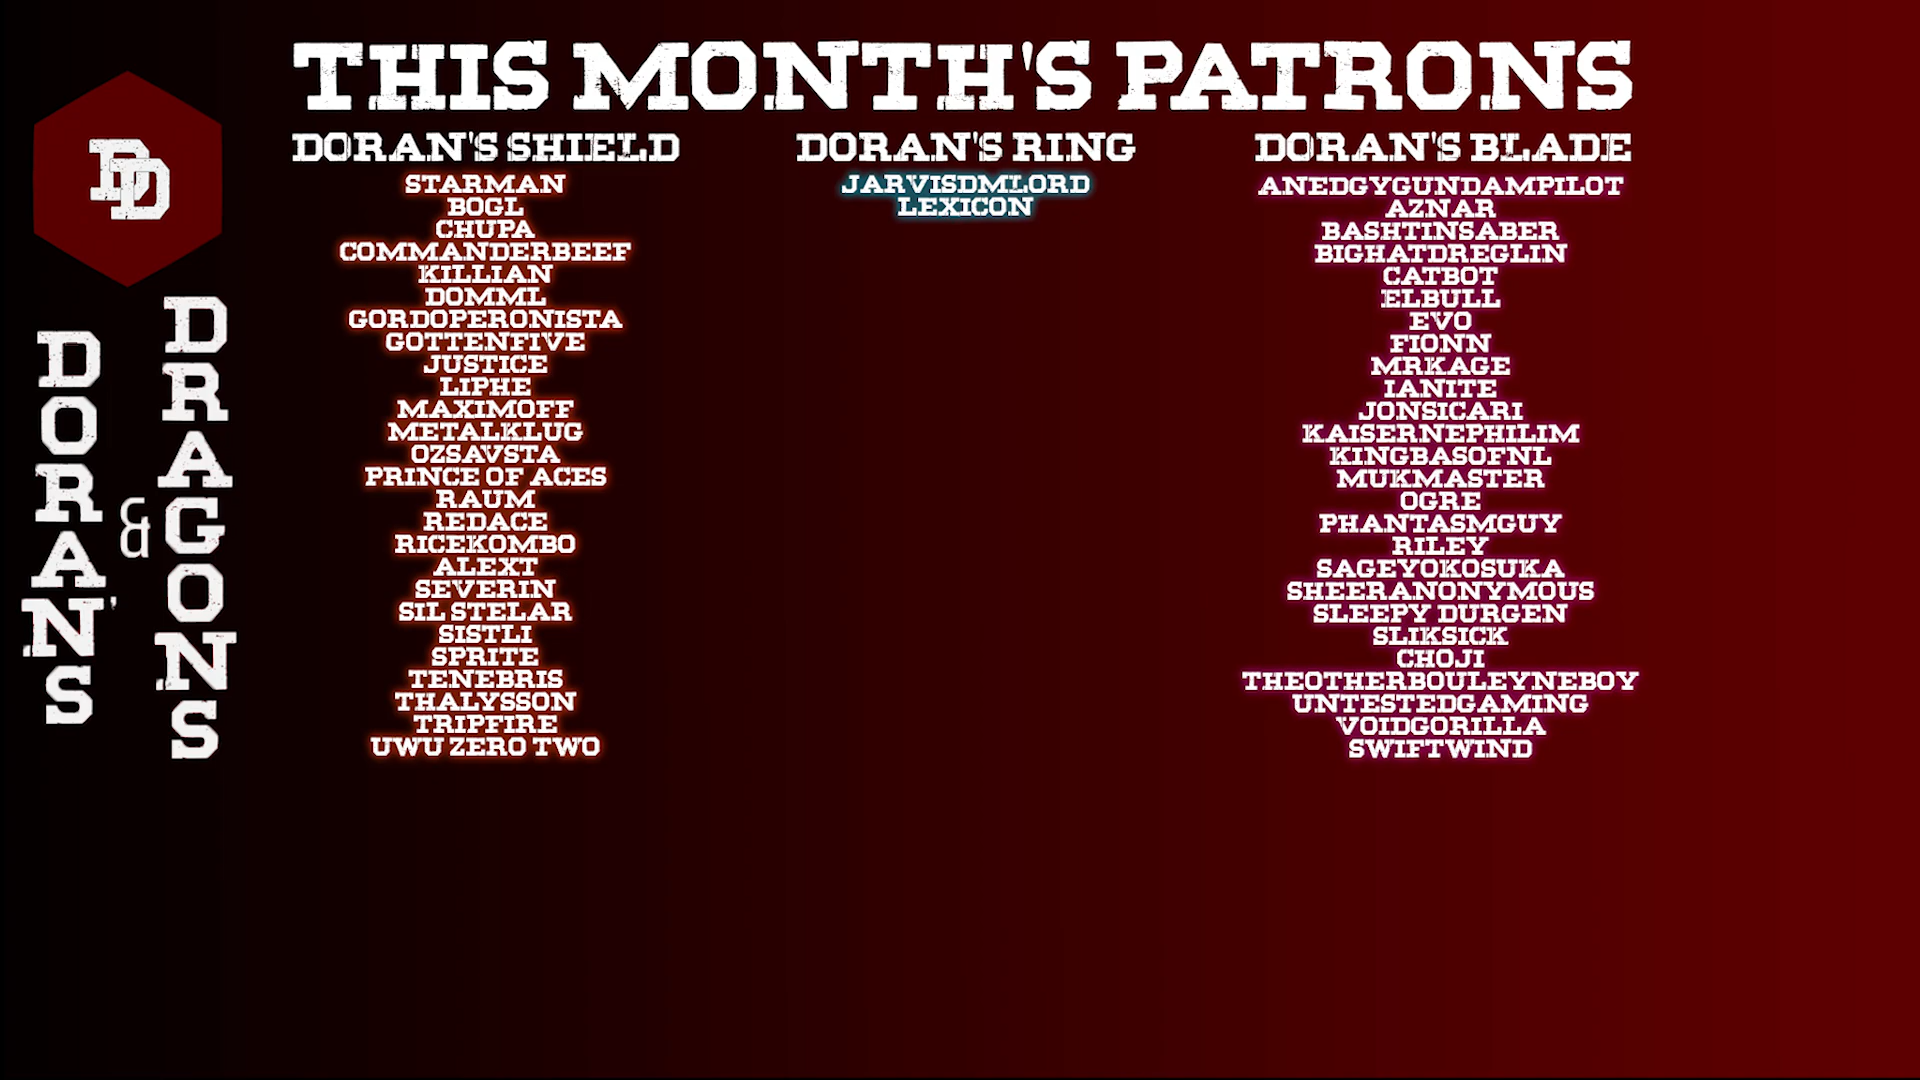 THIS MONTH'S PATRONS
DD
DORAN'S
&
DRAGONS
DORAN'S SHIELD
STARMAN
BOGL
CHUPA
COMMANDERBEEF
KILLIAN
DOMML
GORDOPERONISTA
GOTTENFIVE
JUSTICE
LIPHE
MAXIMOFF
METALKLUG
OZSAVSTA
PRINCE OF ACES
RAUM
REDACE
RICEKOMBO
ALEXT
SEVERIN
SIL STELAR
SISTLI
SPRITE
TENEBRIS
THALYSSON
TRIPFIRE
UWU ZERO TWO
DORAN'S RING
JARVISDMLORD
LEXICON
DORAN'S BLADE
ANEDGYGUNDAMPILOT
AZNAR
BASHTINSABER
BIGHATDREGLIN
CATBOT
ELBULL
EVO
FIONN
MRKAGE
IANITE
JONSICARI
KAISERNEPHILIM
KINGBASOFNL
MUKMASTER
OGRE
PHANTASMGUY
RILEY
SAGEYOKOSUKA
SHEERANONYMOUS
SLEEPY DURGEN
SLIKSICK
CHOJI
THEOTHERBOULEYNEBOY
UNTESTEDGAMING
VOIDGORILLA
SWIFTWIND